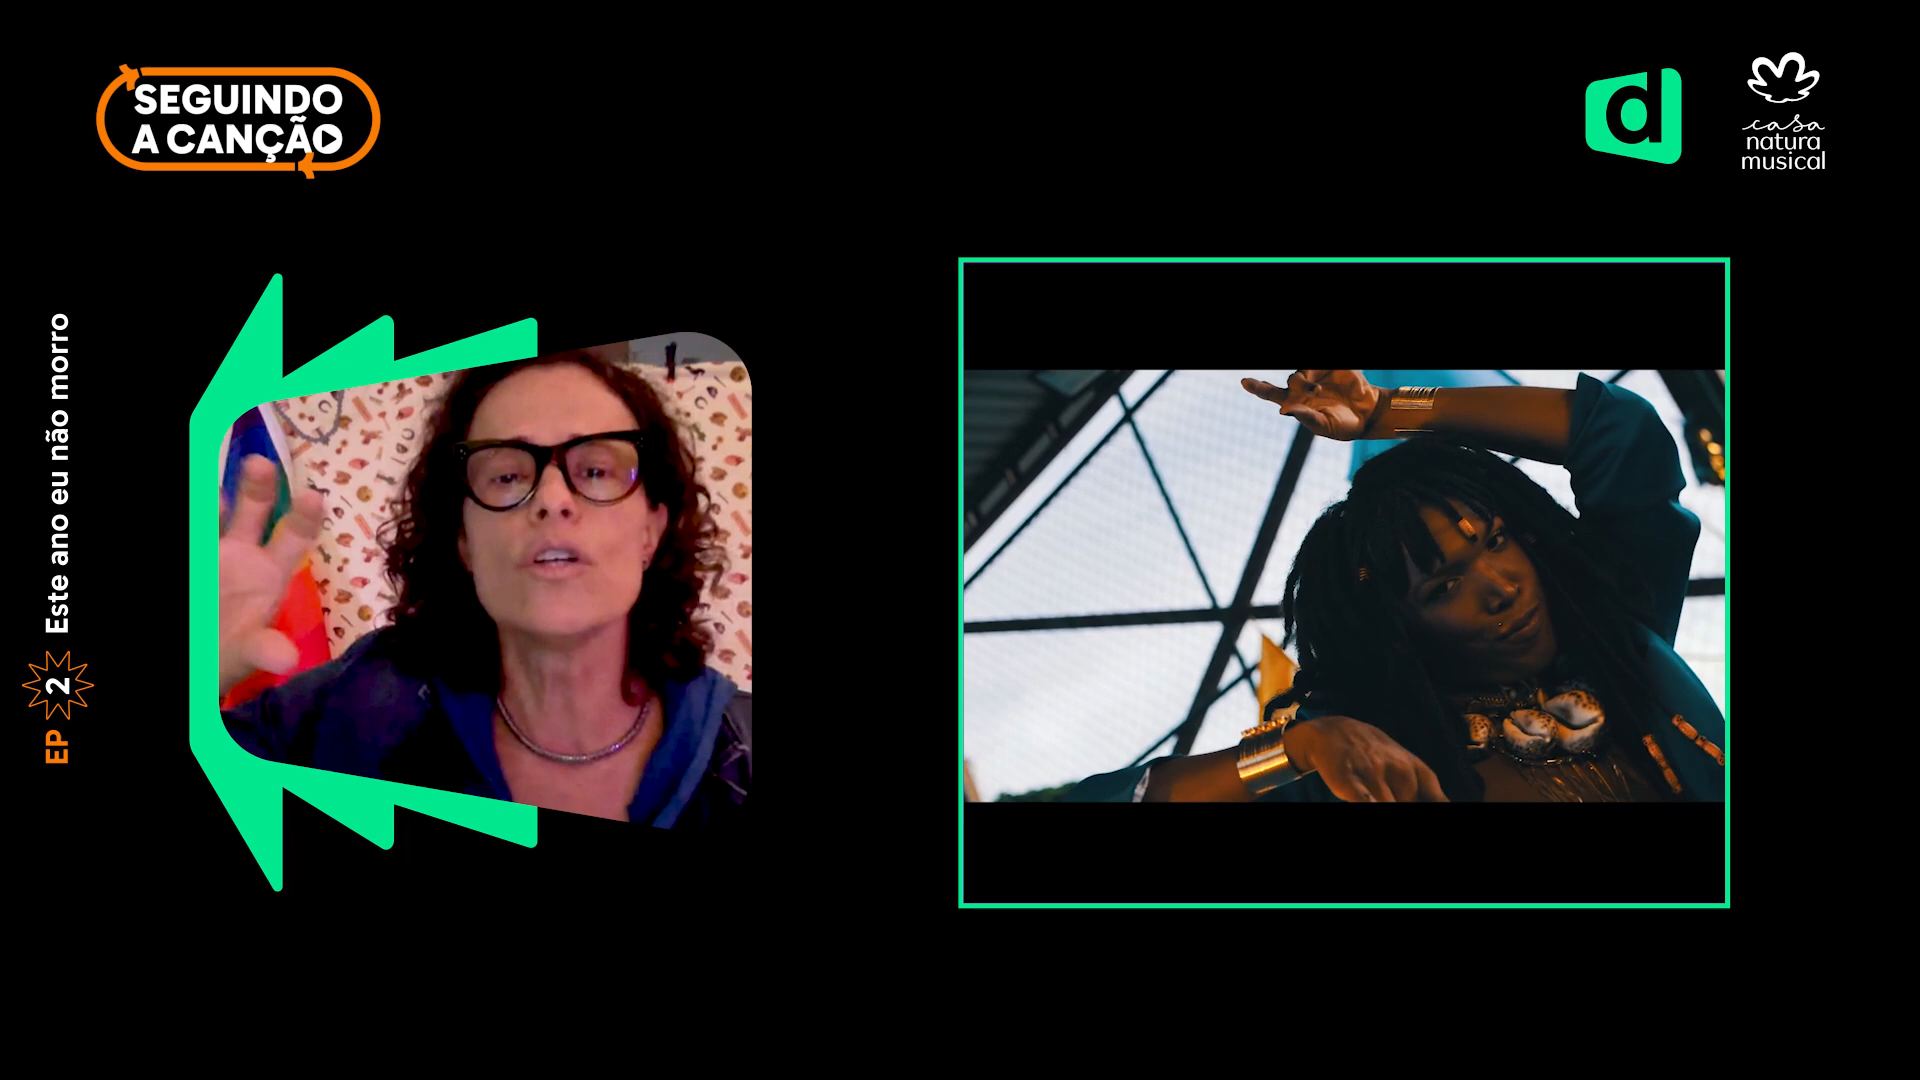 SEGUINDO
A CANÇÃO
d
casa
natura
musical
EP 2 Este ano eu não morro